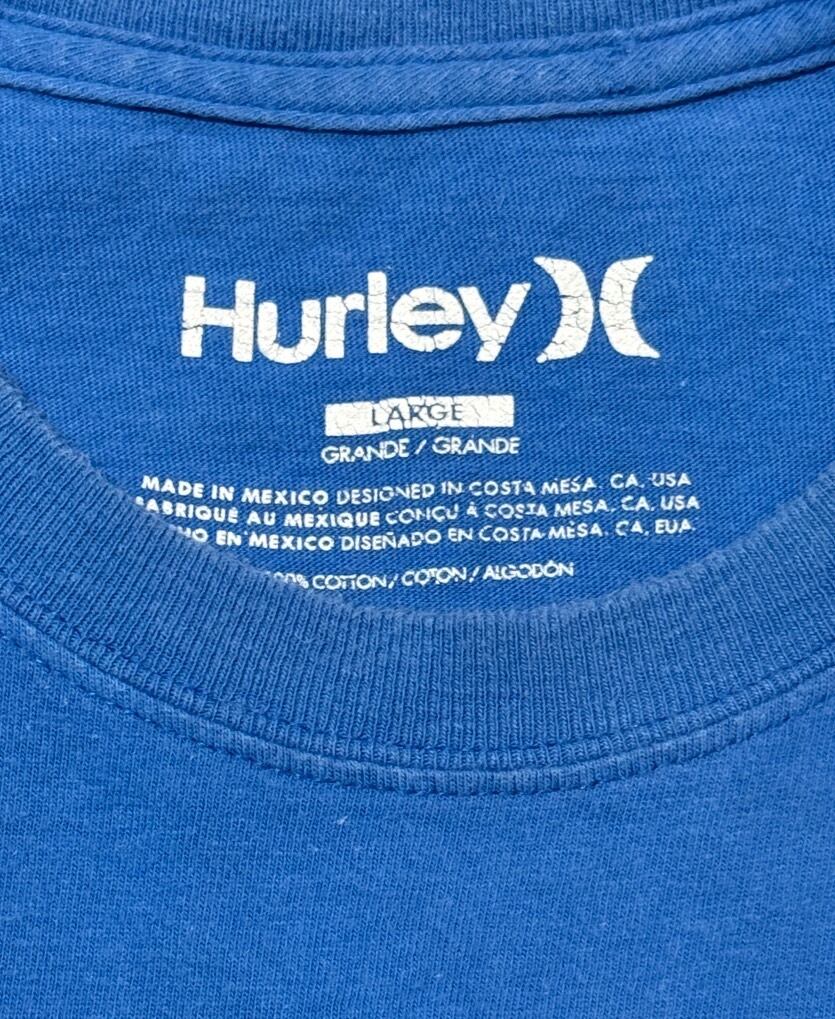 Hurley
LARGE
GRANDE / GRANDE
MADE IN MEXICO DESIGNED IN COSTA MESA, CA, USA
FABRIQUÉ AU MEXIQUE CONÇU À COSTA MESA, CA, USA
EN MEXICO DISEÑADO EN COSTA MESA, CA, EUA
COTTON / COTON / ALGODÓN